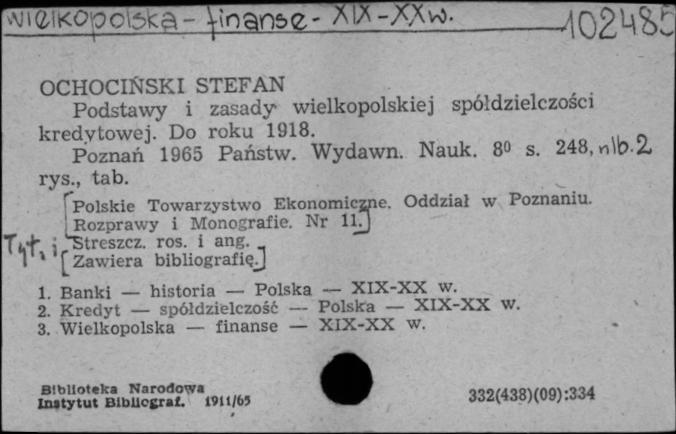 wielkopolska - finanse - XIX-XX w.
102485
OCHOCIŃSKI STEFAN
Podstawy i zasady wielkopolskiej spółdzielczości
kredytowej. Do roku 1918.
Poznań 1965 Państw. Wydawn. Nauk. 8⁰ s. 248, nlb. 2
rys., tab.
[Polskie Towarzystwo Ekonomiczne. Oddział w Poznaniu.
Rozprawy i Monografie. Nr 11.]
Tyt. i Streszcz. ros. i ang.
[Zawiera bibliografię.]
1. Banki — historia — Polska — XIX-XX w.
2. Kredyt — spółdzielczość — Polska — XIX-XX w.
3. Wielkopolska — finanse — XIX-XX w.
Biblioteka Narodowa
Instytut Bibliograf. 1911/65
332(438)(09):334